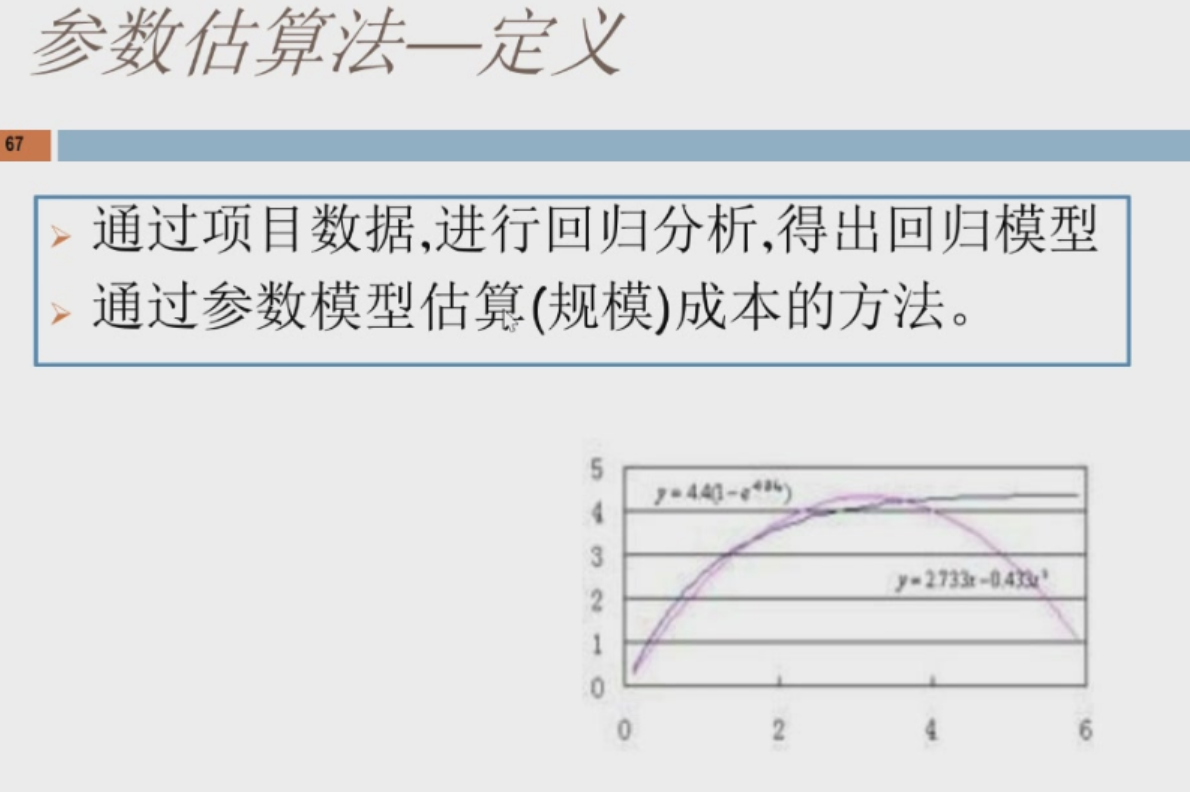 参数估算法—定义
67
通过项目数据,进行回归分析,得出回归模型
通过参数模型估算(规模)成本的方法。
5
4
3
2
1
0
y=2.733t-0.433t²
0 2 4 6